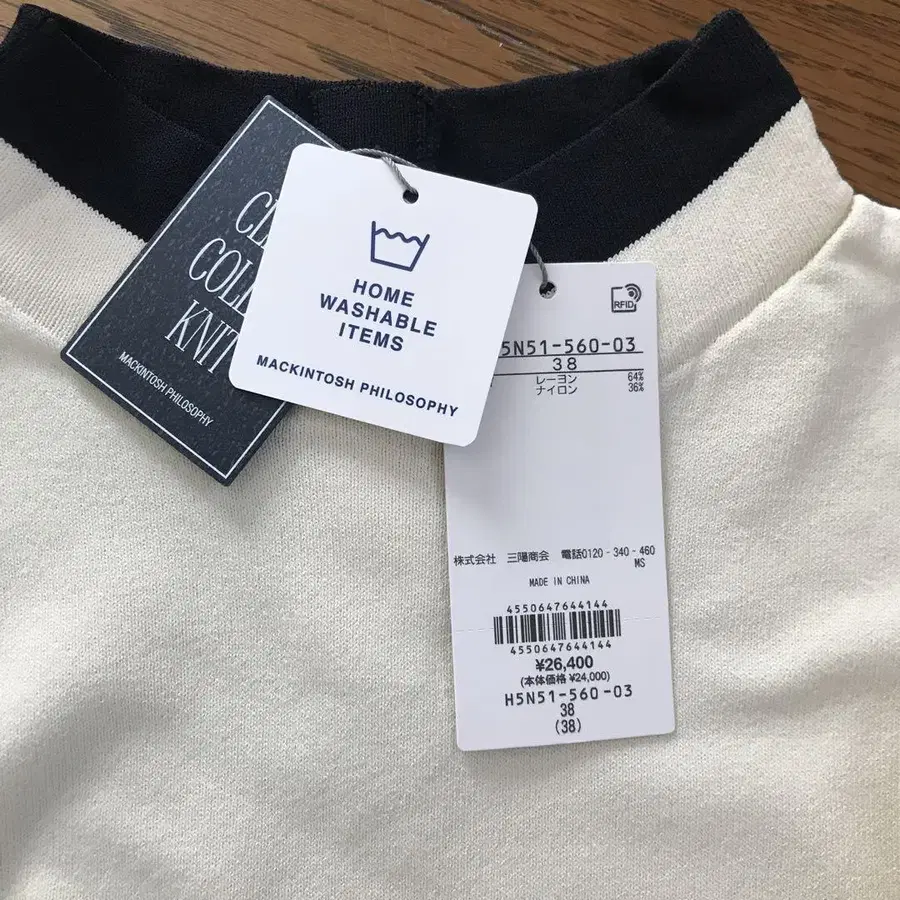 KNIT
MACKINTOSH PHILOSOPHY
HOME
WASHABLE
ITEMS
MACKINTOSH PHILOSOPHY
RFID
5N51-560-03
38
レーヨン 64%
ナイロン 36%
株式会社 三陽商会 電話0120-340-460
MS
MADE IN CHINA
4550647644144
4550647644144
¥26,400
(本体価格 ¥24,000)
H5N51-560-03
38
(38)